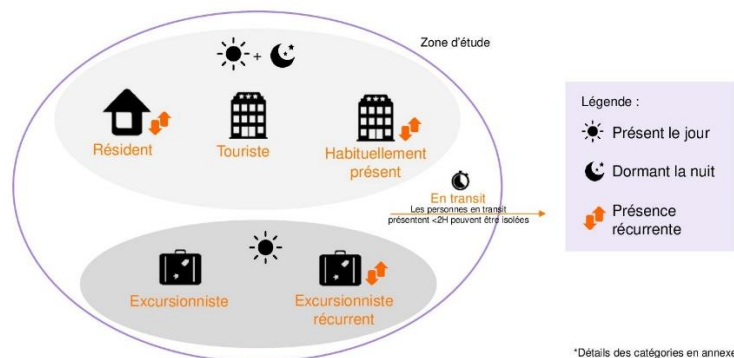 Zone d'étude
Résident
Touriste
Habituellement
présent
En transit
Les personnes en transit
présentent <2H peuvent être isolées
Excursionniste
Excursionniste
récurrent
Légende :
Présent le jour
Dormant la nuit
Présence
récurrente
*Détails des catégories en annexe